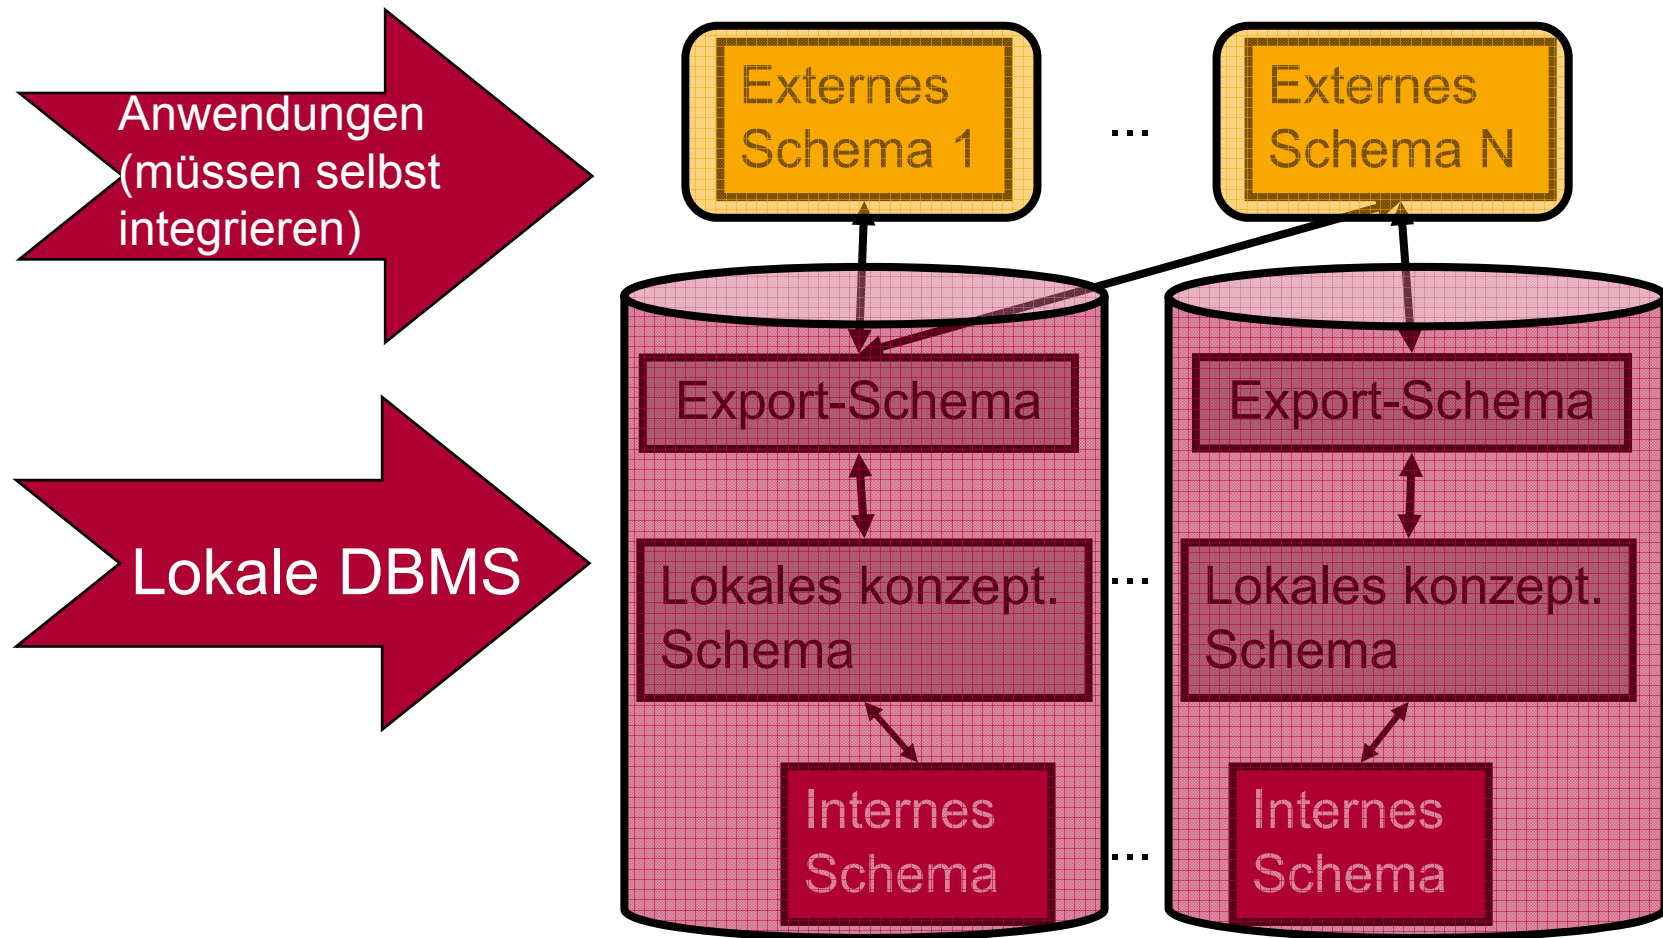 Anwendungen
(müssen selbst
integrieren)
Externes
Schema 1
...
Externes
Schema N
Lokale DBMS
Export-Schema
Export-Schema
Lokales konzept.
Schema
...
Lokales konzept.
Schema
Internes
Schema
...
Internes
Schema